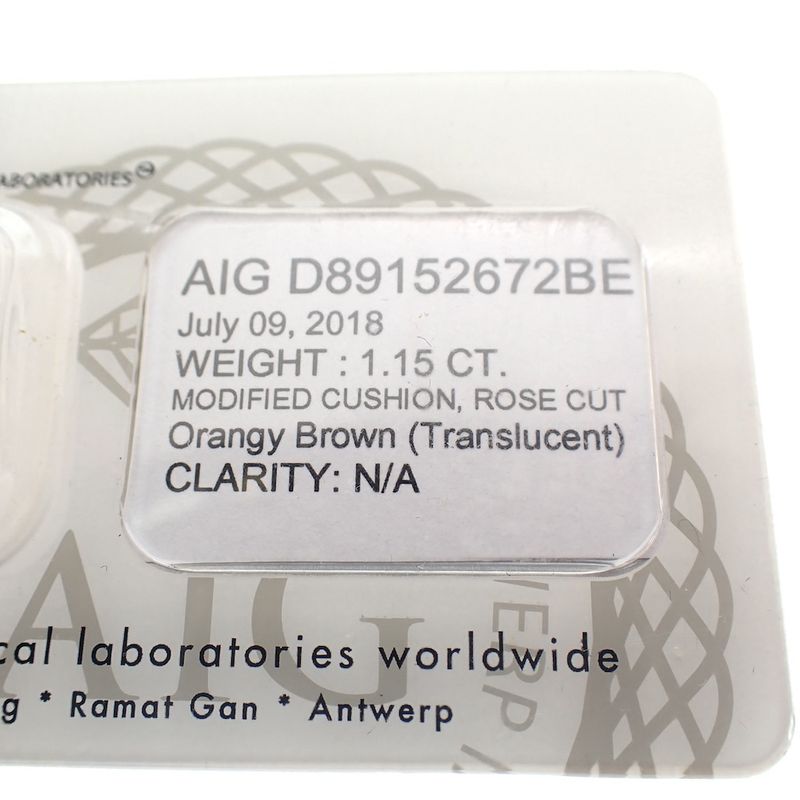 LABORATORIES
AIG D89152672BE
July 09, 2018
WEIGHT : 1.15 CT.
MODIFIED CUSHION, ROSE CUT
Orangy Brown (Translucent)
CLARITY: N/A
AIG
cal laboratories worldwide
g * Ramat Gan * Antwerp
WERP